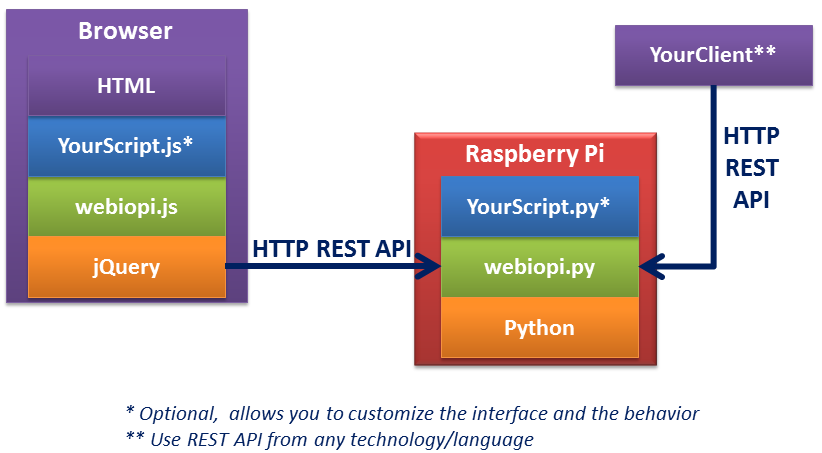 Browser
HTML
YourScript.js*
webiopi.js
jQuery
HTTP REST API
Raspberry Pi
YourScript.py*
webiopi.py
Python
YourClient**
HTTP
REST
API
* Optional, allows you to customize the interface and the behavior
** Use REST API from any technology/language